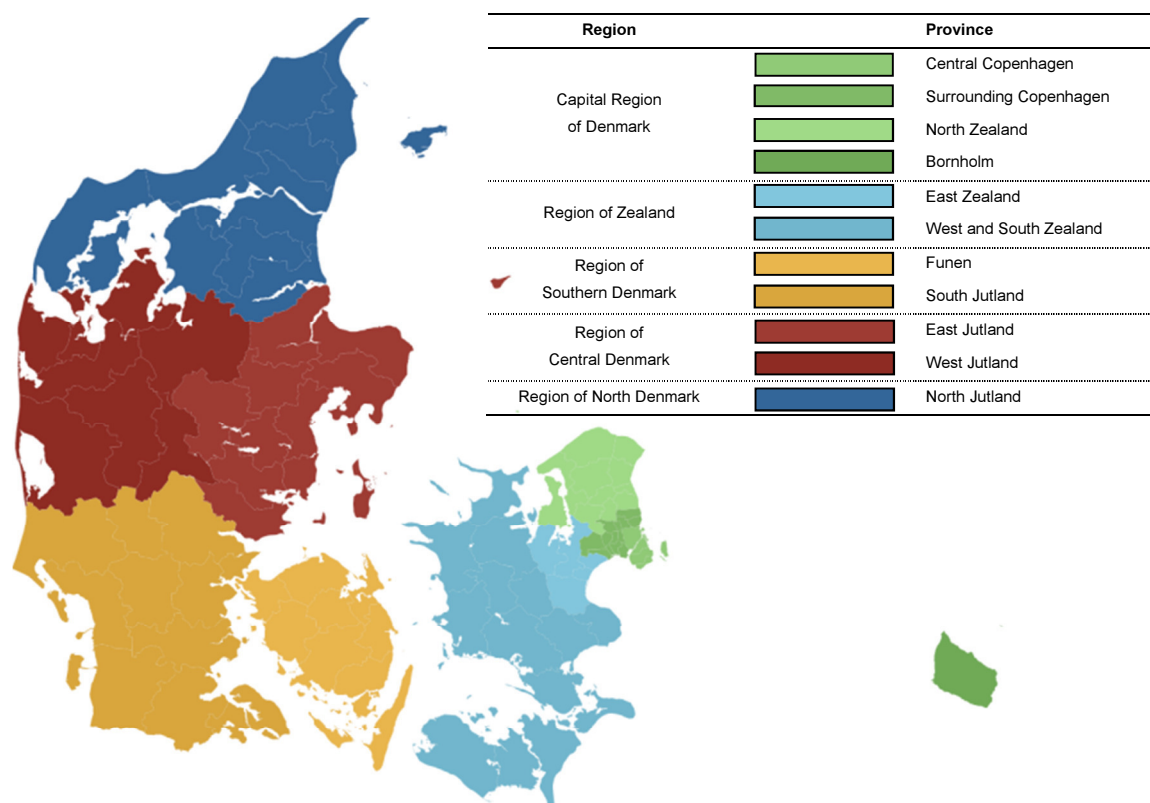 Region Province
Capital Region
of Denmark
Central Copenhagen
Surrounding Copenhagen
North Zealand
Bornholm
Region of Zealand
East Zealand
West and South Zealand
Region of
Southern Denmark
Funen
South Jutland
Region of
Central Denmark
East Jutland
West Jutland
Region of North Denmark
North Jutland